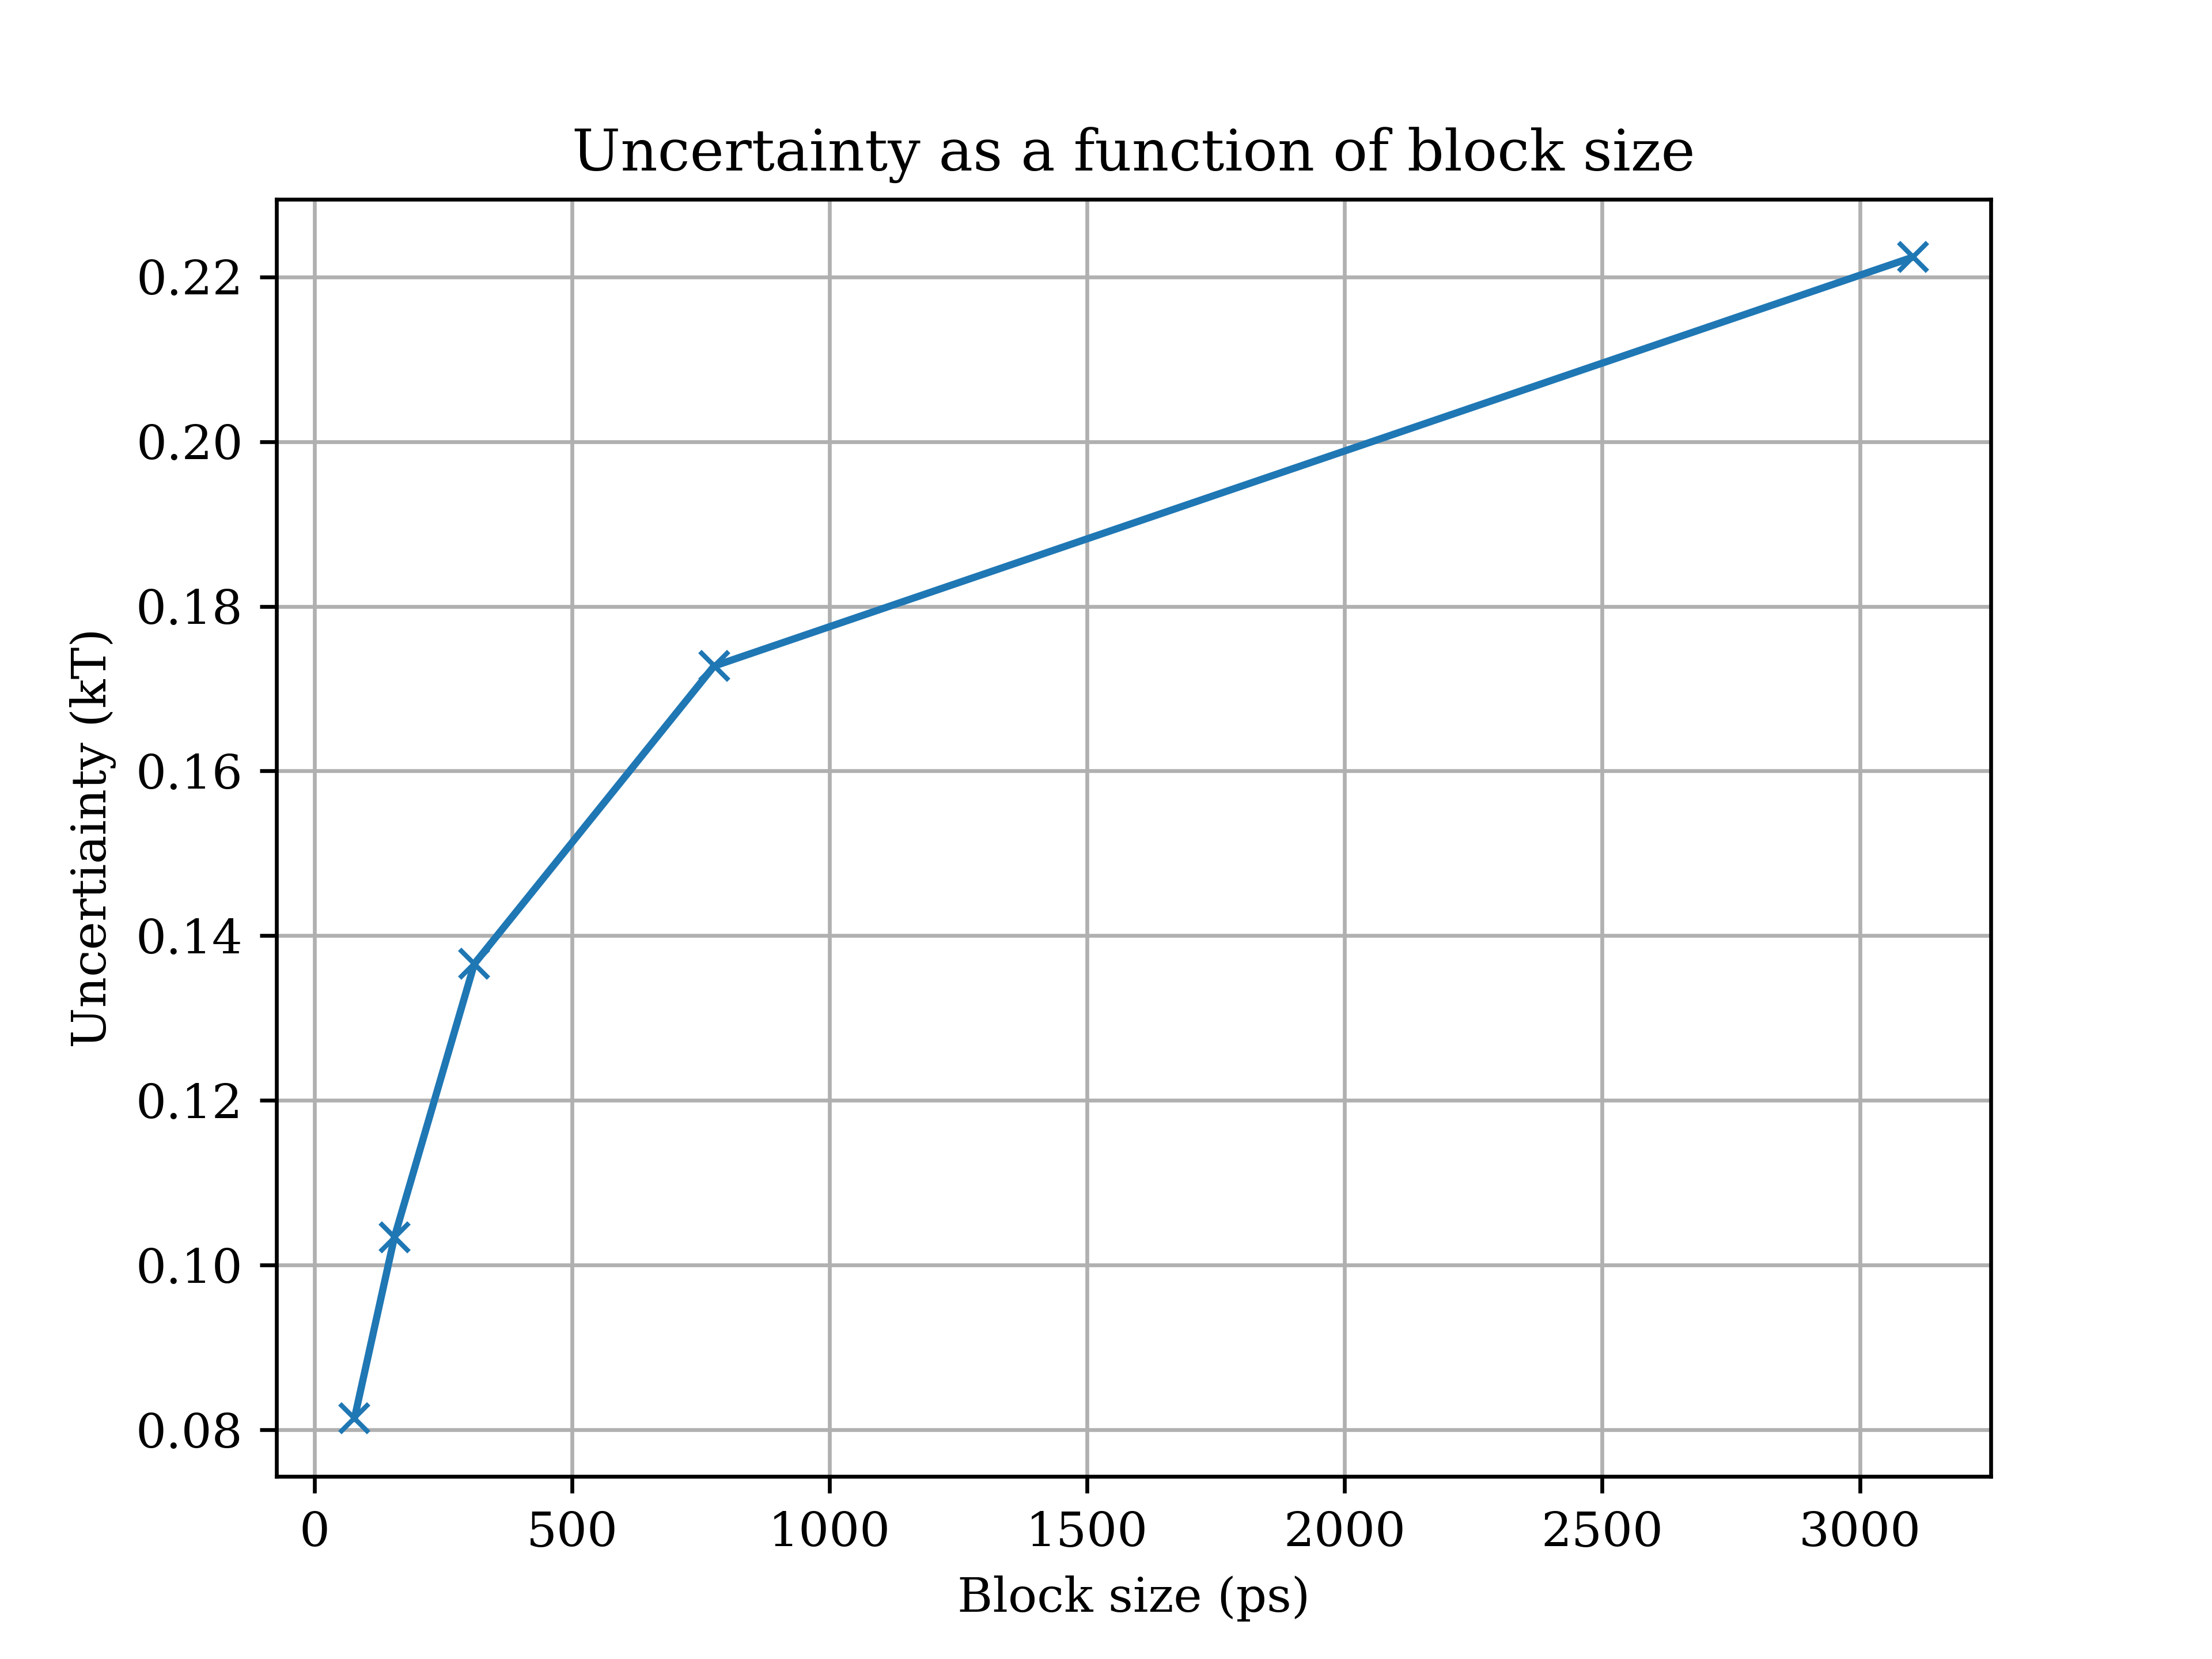 Uncertainty as a function of block size
0.22
0.20
0.18
0.16
0.14
0.12
0.10
0.08
Uncertiainty (kT)
0 500 1000 1500 2000 2500 3000
Block size (ps)